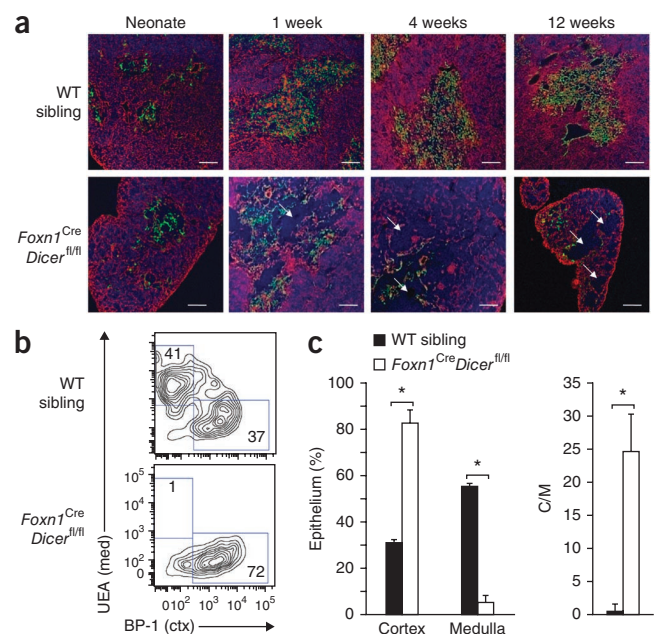 a
Neonate 1 week 4 weeks 12 weeks
WT
sibling
Foxn1Cre
Dicerfl/fl
b
WT
sibling
41
37
Foxn1Cre
Dicerfl/fl
UEA (med)
10⁵
10⁴
10³
10²
0
1
72
0 10² 10³ 10⁴ 10⁵
BP-1 (ctx)
c
WT sibling
Foxn1CreDicerfl/fl
Epithelium (%)
100
80
60
40
20
0
*
*
Cortex Medulla
C/M
35
30
25
20
15
10
5
0
*